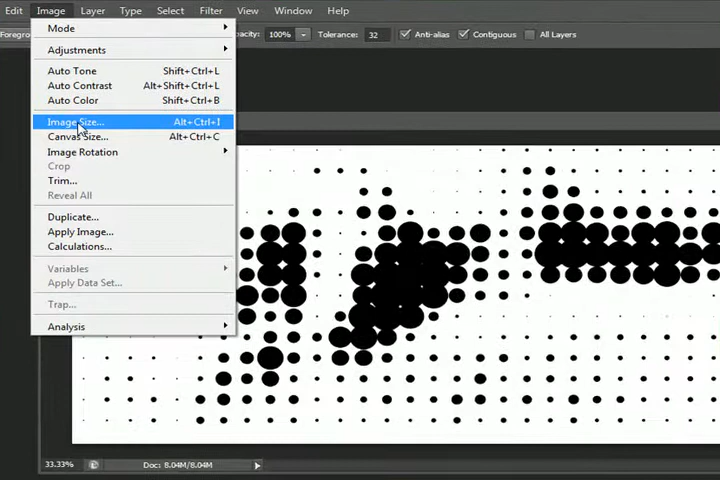 Edit Image Layer Type Select Filter View Window Help
Foregro
acity: 100% Tolerance: 32 Anti-alias Contiguous All Layers
Mode
Adjustments
Auto Tone Shift+Ctrl+L
Auto Contrast Alt+Shift+Ctrl+L
Auto Color Shift+Ctrl+B
Image Size... Alt+Ctrl+I
Canvas Size... Alt+Ctrl+C
Image Rotation
Crop
Trim...
Reveal All
Duplicate...
Apply Image...
Calculations...
Variables
Apply Data Set...
Trap...
Analysis
33.33% Doc: 8.04M/8.04M